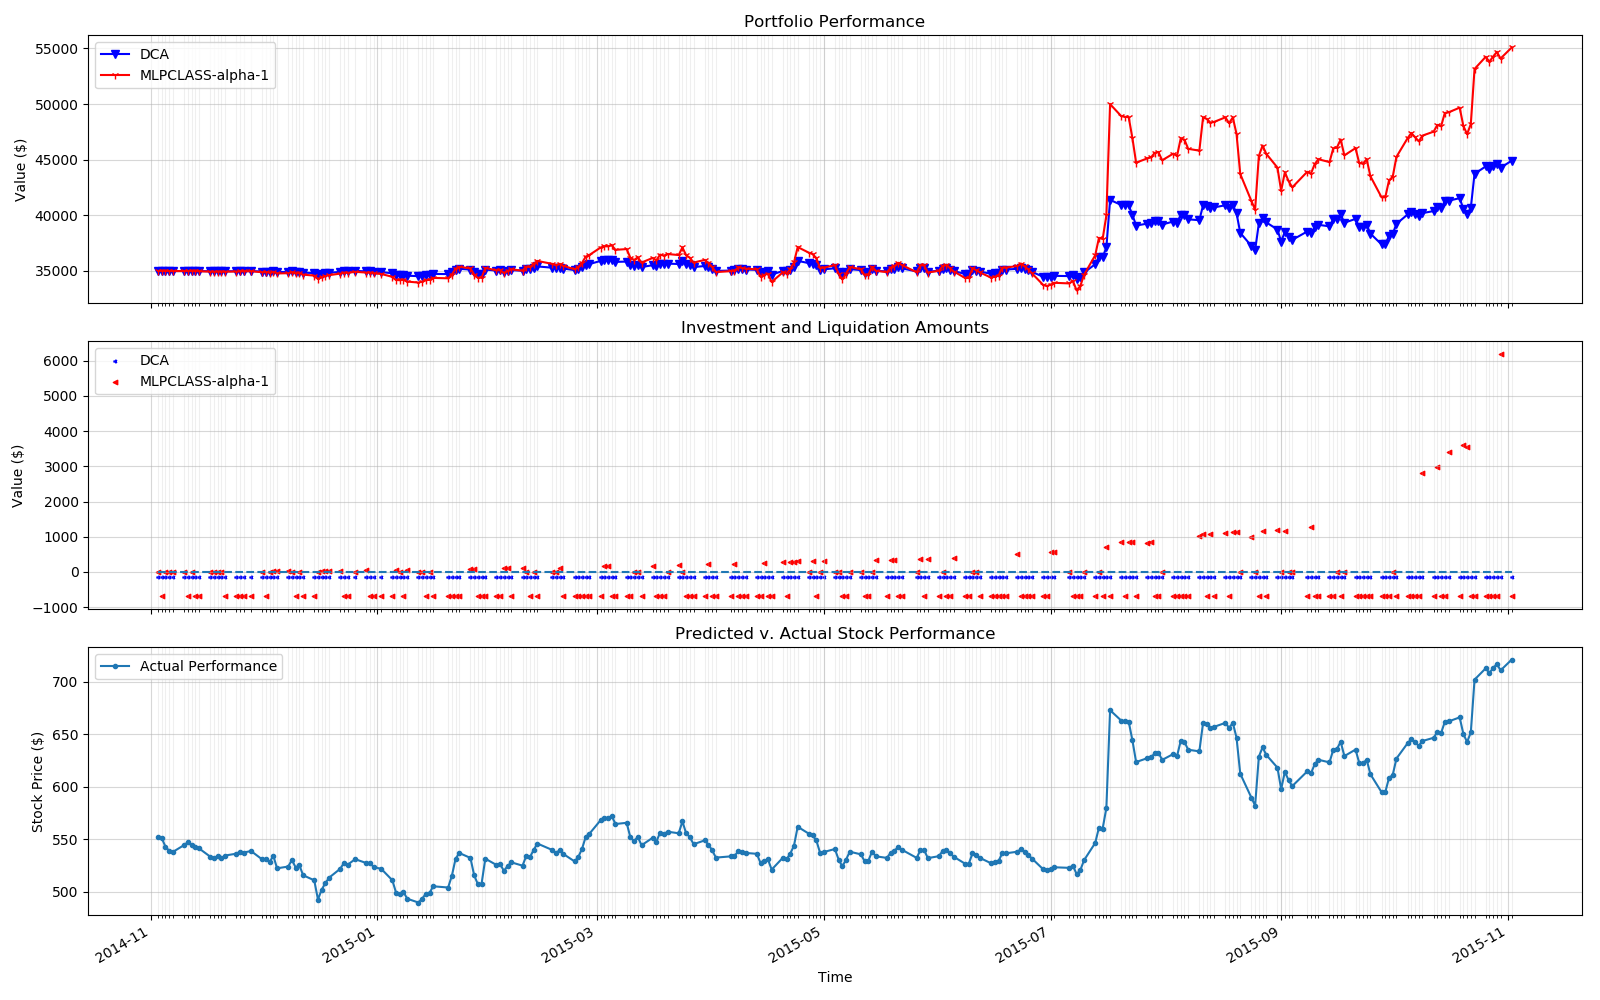 Portfolio Performance
DCA
MLPCLASS-alpha-1
Value ($)
55000
50000
45000
40000
35000
Investment and Liquidation Amounts
DCA
MLPCLASS-alpha-1
Value ($)
6000
5000
4000
3000
2000
1000
0
−1000
Predicted v. Actual Stock Performance
Actual Performance
Stock Price ($)
700
650
600
550
500
2014-11
2015-01
2015-03
2015-05
2015-07
2015-09
2015-11
Time